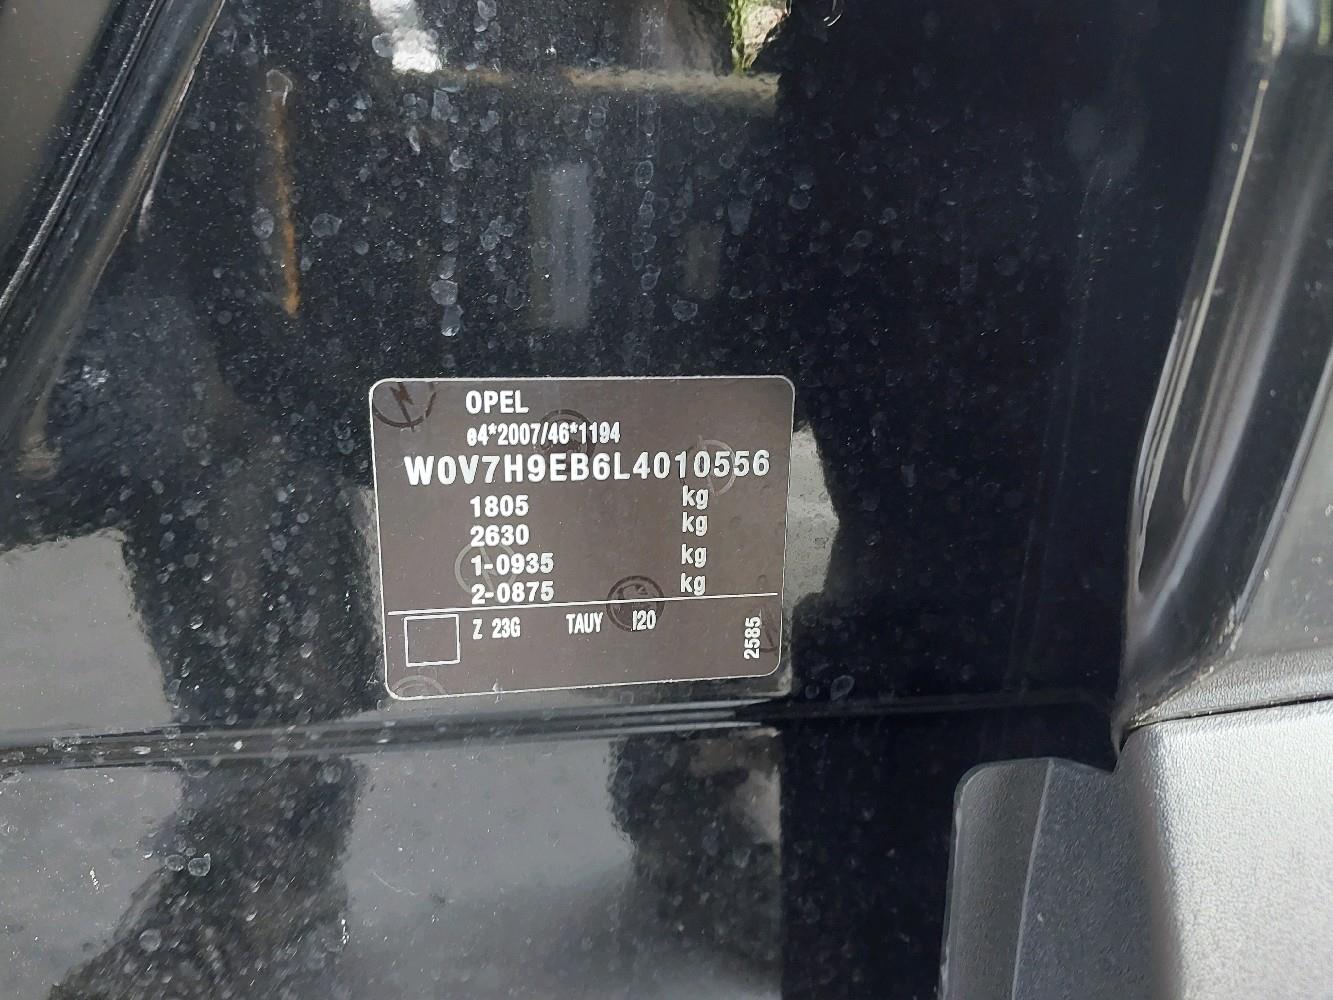 OPEL
e4*2007/46*1194
W0V7H9EB6L4010556
1805 kg
2630 kg
1-0935 kg
2-0875 kg
Z 23G TAUY I20
2585